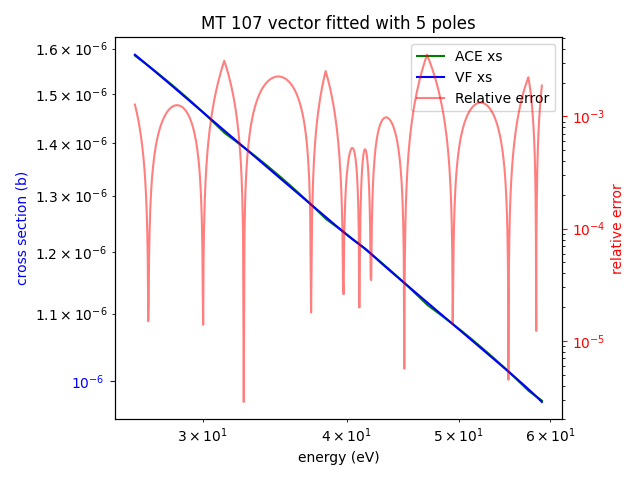 MT 107 vector fitted with 5 poles
ACE xs
VF xs
Relative error
1.6 × 10⁻⁶
1.5 × 10⁻⁶
1.4 × 10⁻⁶
1.3 × 10⁻⁶
1.2 × 10⁻⁶
1.1 × 10⁻⁶
10⁻⁶
cross section (b)
10⁻³
10⁻⁴
10⁻⁵
relative error
3 × 10¹
4 × 10¹
5 × 10¹
6 × 10¹
energy (eV)